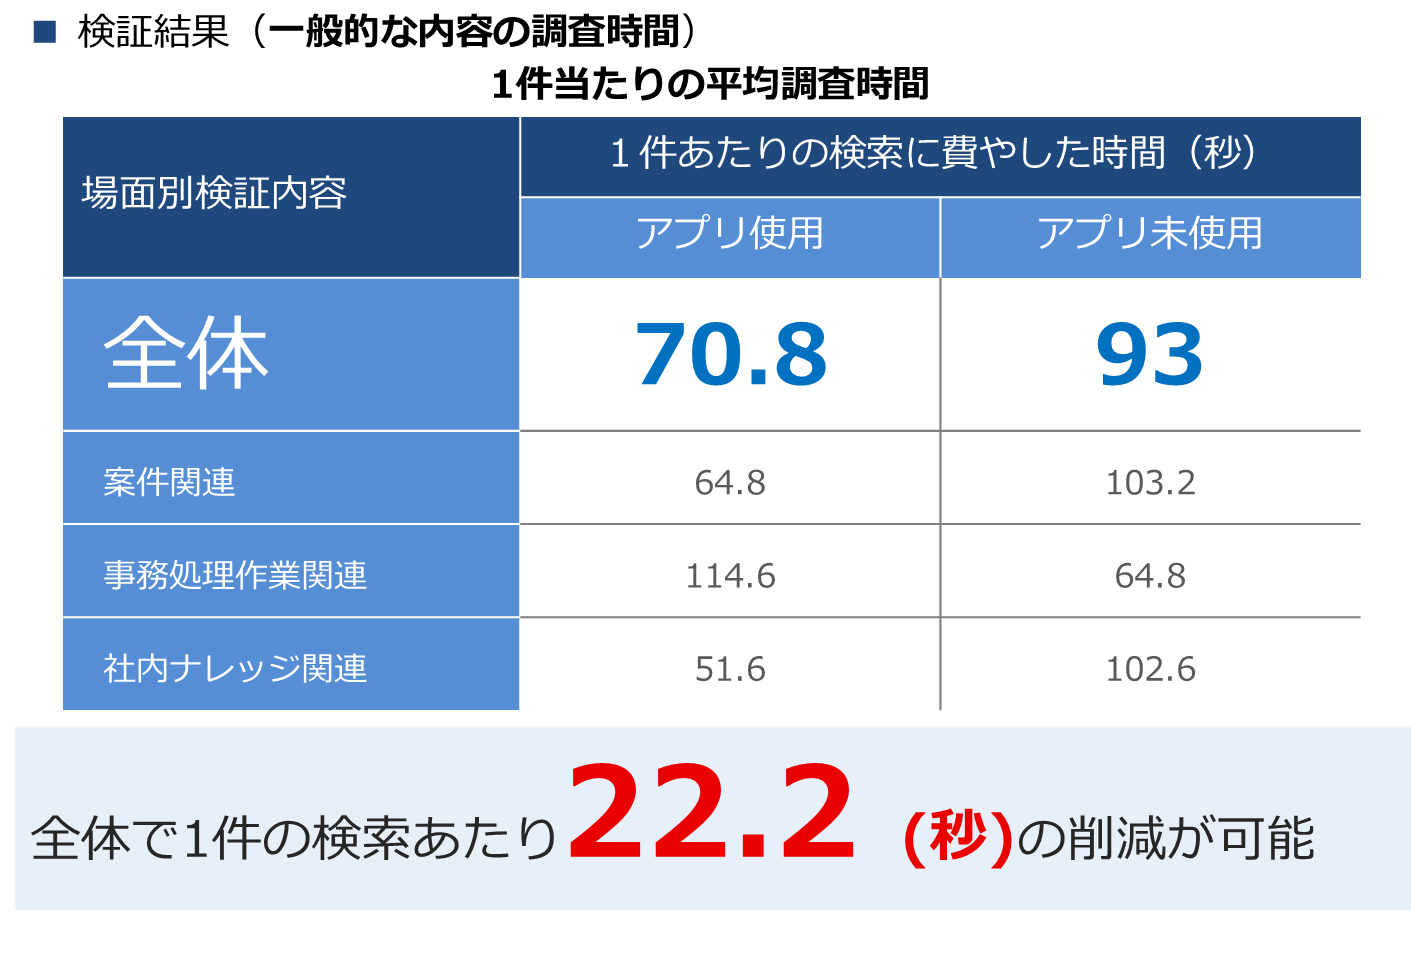 検証結果（一般的な内容の調査時間）
1件当たりの平均調査時間
場面別検証内容
１件あたりの検索に費やした時間（秒）
アプリ使用
アプリ未使用
全体
70.8
93
案件関連
64.8
103.2
事務処理作業関連
114.6
64.8
社内ナレッジ関連
51.6
102.6
全体で1件の検索あたり22.2 (秒)の削減が可能